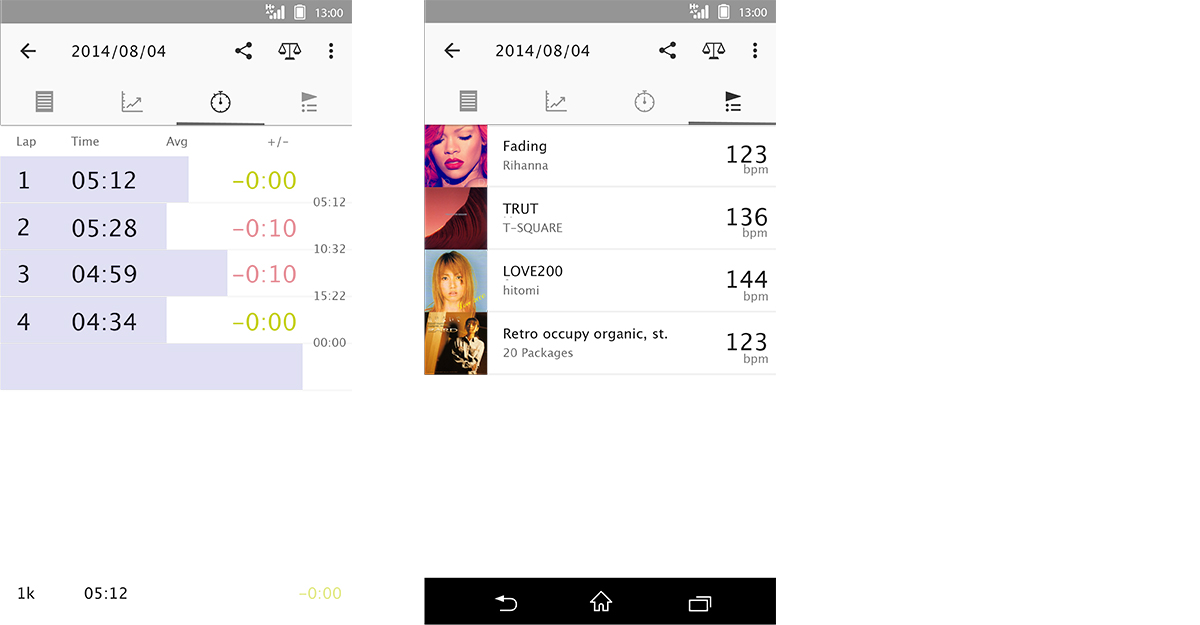 13:00
2014/08/04
Lap Time Avg +/-
1 05:12 -0:00
05:12
2 05:28 -0:10
10:32
3 04:59 -0:10
15:22
4 04:34 -0:00
00:00
1k 05:12 -0:00
13:00
2014/08/04
Fading
Rihanna
123
bpm
TRUT
T-SQUARE
136
bpm
LOVE200
hitomi
144
bpm
Retro occupy organic, st.
20 Packages
123
bpm